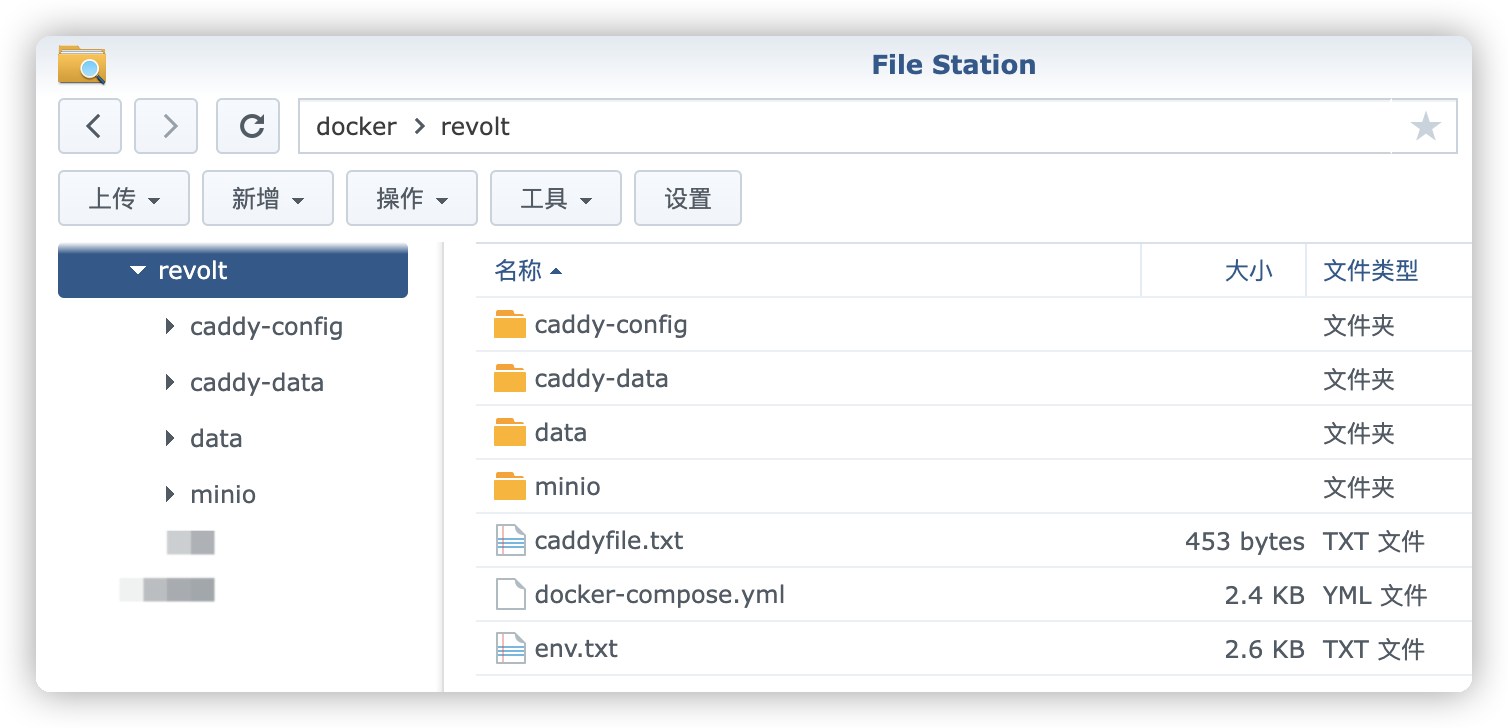 File Station
docker > revolt
上传 新增 操作 工具 设置
revolt
caddy-config
caddy-data
data
minio
名称 大小 文件类型
caddy-config 文件夹
caddy-data 文件夹
data 文件夹
minio 文件夹
caddyfile.txt 453 bytes TXT 文件
docker-compose.yml 2.4 KB YML 文件
env.txt 2.6 KB TXT 文件